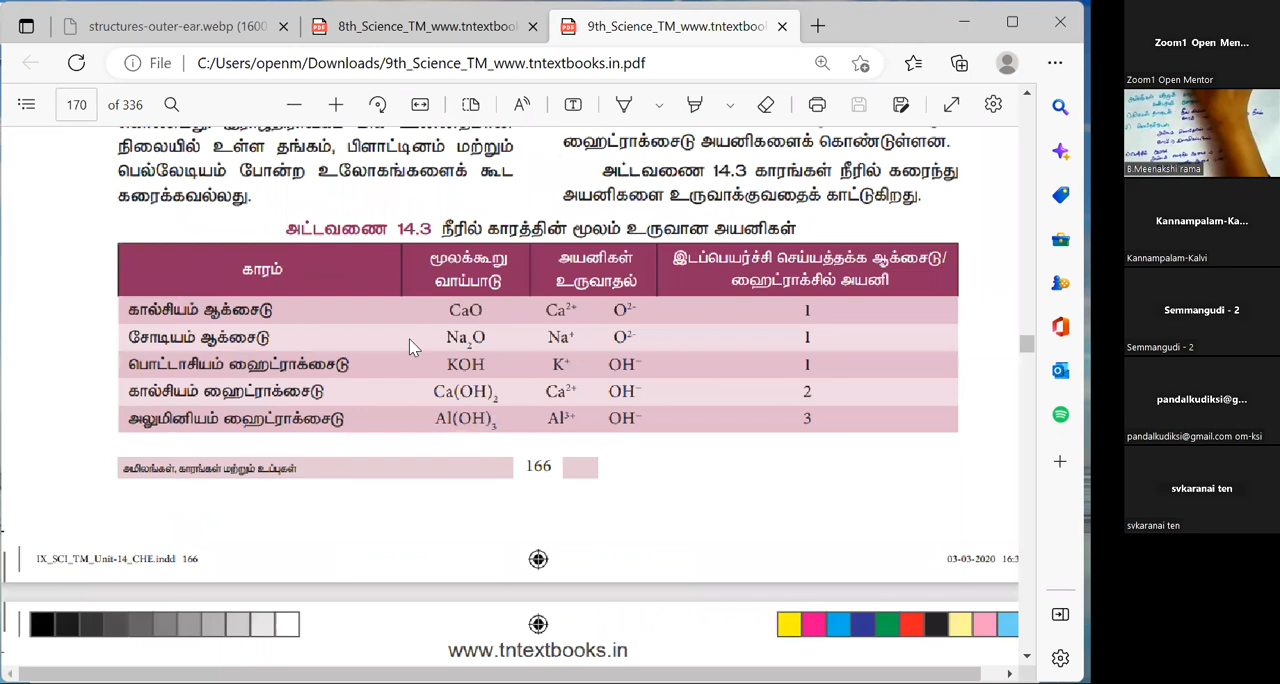 structures-outer-ear.webp (1600
8th_Science_TM_www.tntextbool
9th_Science_TM_www.tntextbool
File
C:/Users/openm/Downloads/9th_Science_TM_www.tntextbooks.in.pdf
170 of 336
நிலையில் உள்ள தங்கம், பிளாட்டினம் மற்றும்
பெல்லேடியம் போன்ற உலோகங்களைக் கூட
கரைக்கவல்லது.
ஹைட்ராக்சைடு அயனிகளைக் கொண்டுள்ளன.
அட்டவணை 14.3 காரங்கள் நீரில் கரைந்து
அயனிகளை உருவாக்குவதைக் காட்டுகிறது.
அட்டவணை 14.3 நீரில் காரத்தின் மூலம் உருவான அயனிகள்
காரம் மூலக்கூறு வாய்பாடு அயனிகள் உருவாதல் இடப்பெயர்ச்சி செய்யத்தக்க ஆக்சைடு/ ஹைட்ராக்சில் அயனி
கால்சியம் ஆக்சைடு CaO Ca²⁺ O²⁻ 1
சோடியம் ஆக்சைடு Na₂O Na⁺ O²⁻ 1
பொட்டாசியம் ஹைட்ராக்சைடு KOH K⁺ OH⁻ 1
கால்சியம் ஹைட்ராக்சைடு Ca(OH)₂ Ca²⁺ OH⁻ 2
அலுமினியம் ஹைட்ராக்சைடு Al(OH)₃ Al³⁺ OH⁻ 3
அமிலங்கள், காரங்கள் மற்றும் உப்புகள்
166
IX_SCI_TM_Unit-14_CHE.indd 166
03-03-2020 16:3
www.tntextbooks.in
Zoom1 Open Men...
Zoom1 Open Mentor
B.Meenakshi rama
Kannampalam-Ka...
Kannampalam-Kalvi
Semmangudi - 2
Semmangudi - 2
pandalkudiksi@g...
pandalkudiksi@gmail.com om-ksi
svkaranai ten
svkaranai ten